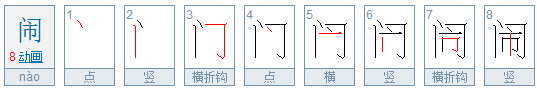 闹 1 2 3 4 5 6 7 8
8 动画
nào 点 竖 横折钩 点 横 竖 横折钩 竖